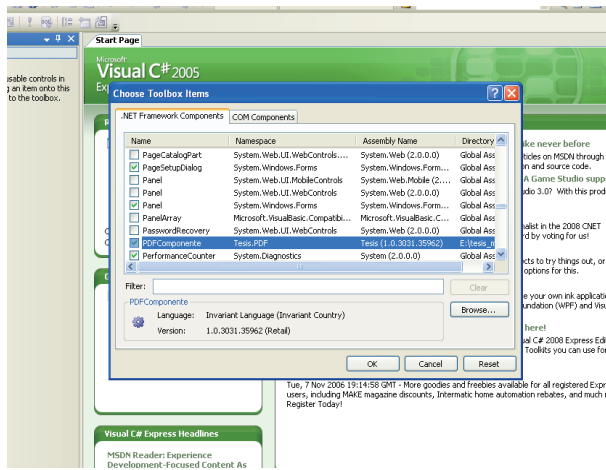 Start Page
Microsoft
Visual C# 2005
usable controls in
g an item onto this
to the toolbox.
Choose Toolbox Items
.NET Framework Components
COM Components
Name Namespace Assembly Name Directory
PageCatalogPart System.Web.UI.WebControls.... System.Web (2.0.0.0) Global Ass
PageSetupDialog System.Windows.Forms System.Windows.Form... Global Ass
Panel System.Web.UI.MobileControls System.Web.Mobile (2.... Global Ass
Panel System.Web.UI.WebControls System.Web (2.0.0.0) Global Ass
Panel System.Windows.Forms System.Windows.Form... Global Ass
PanelArray Microsoft.VisualBasic.Compatibi... Microsoft.VisualBasic.C... Global Ass
PasswordRecovery System.Web.UI.WebControls System.Web (2.0.0.0) Global Ass
PDFComponente Tesis.PDF Tesis (1.0.3031.35962) E:\tesis_m
PerformanceCounter System.Diagnostics System (2.0.0.0) Global Ass
Filter:
Clear
PDFComponente
Language: Invariant Language (Invariant Country)
Browse...
Version: 1.0.3031.35962 (Retail)
OK Cancel Reset
ike never before
ticles on MSDN through
on and source code.
A Game Studio supp
udio 3.0? With this prod
nalist in the 2008 CNET
rd by voting for us!
ects to try things out, or
options for this.
e your own ink applicatio
undation (WPF) and Visu
here!
ual C# 2008 Express Edi
Toolkits you can use for
Tue, 7 Nov 2006 19:14:58 GMT - More goodies and freebies available for all registered Expr
users, including MAKE magazine discounts, Intermatic home automation rebates, and much r
Register Today!
Visual C# Express Headlines
MSDN Reader: Experience
Development-Focused Content As